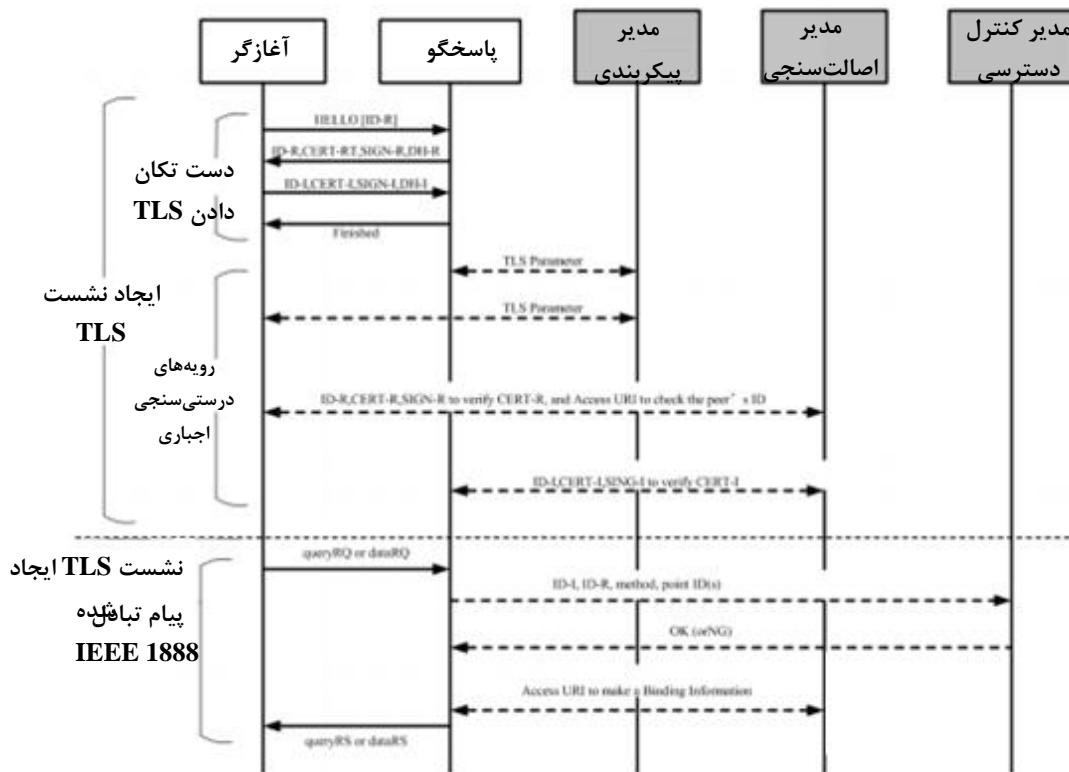 آغازگر
پاسخگو
مدیر
پیکربندی
مدیر
اصالت‌سنجی
مدیر کنترل
دسترسی
HELLO [ID-R]
ID-R,CERT-RT,SIGN-R,DH-R
ID-I,CERT-I,SIGN-I,DH-I
Finished
دست تکان
دادن TLS
TLS Parameter
TLS Parameter
ایجاد نشست
TLS
رویه‌های
درستی‌سنجی
اجباری
ID-R,CERT-R,SIGN-R to verify CERT-R, and Access URI to check the peer’s ID
ID-I,CERT-I,SING-I to verify CERT-I
queryRQ or dataRQ
نشست TLS ایجاد
شده
پیام تبادل
IEEE 1888
ID-I, ID-R, method, point ID(s)
OK (orNG)
Access URI to make a Binding Information
queryRS or dataRS